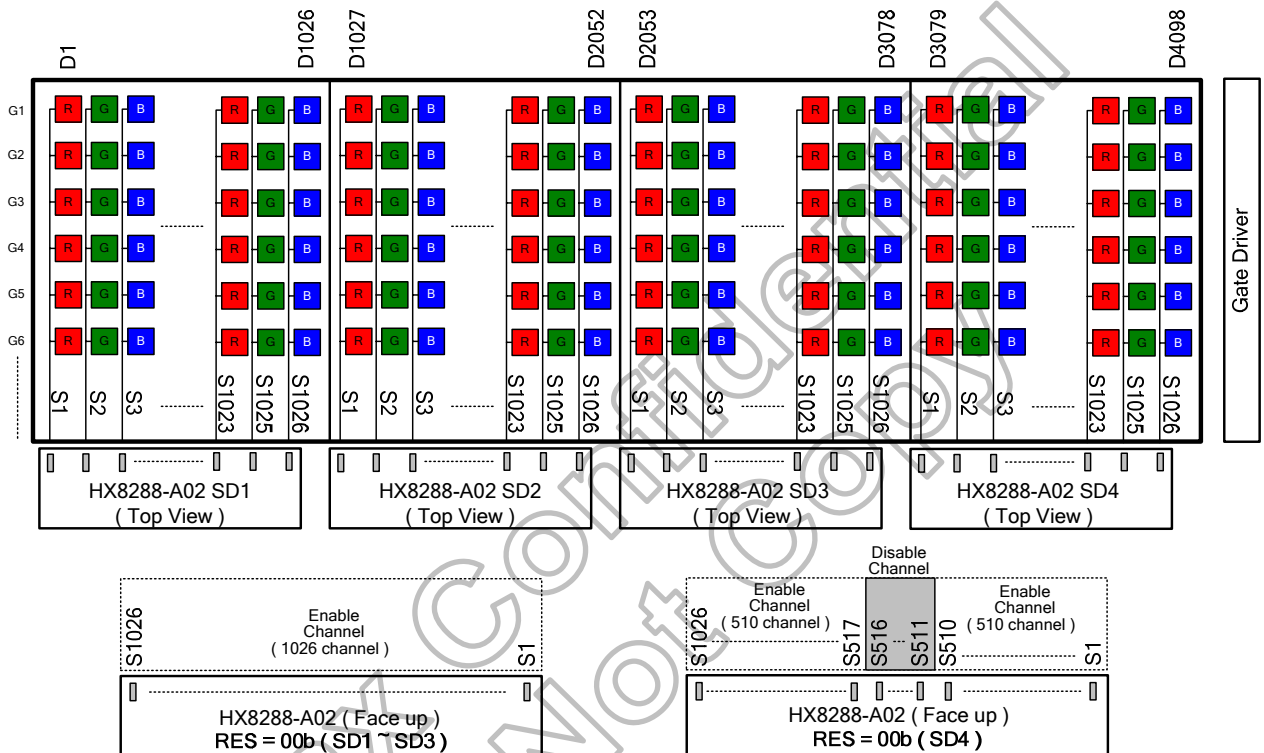 D1 D1026 D1027 D2052 D2053 D3078 D3079 D4098
G1 R G B R G B R G B R G B R G B R G B R G B R G B
G2 R G B R G B R G B R G B R G B R G B R G B R G B
G3 R G B R G B R G B R G B R G B R G B R G B R G B
G4 R G B R G B R G B R G B R G B R G B R G B R G B
G5 R G B R G B R G B R G B R G B R G B R G B R G B
G6 R G B R G B R G B R G B R G B R G B R G B R G B
Gate Driver
S1 S2 S3 S1023 S1025 S1026 S1 S2 S3 S1023 S1025 S1026 S1 S2 S3 S1023 S1025 S1026 S1 S2 S3 S1023 S1025 S1026
HX8288-A02 SD1
( Top View )
HX8288-A02 SD2
( Top View )
HX8288-A02 SD3
( Top View )
HX8288-A02 SD4
( Top View )
S1026
Enable
Channel
( 1026 channel )
S1
HX8288-A02 ( Face up )
RES = 00b ( SD1 ~ SD3 )
Disable
Channel
S1026
Enable
Channel
( 510 channel )
S517 S516 S511 S510
Enable
Channel
( 510 channel )
S1
HX8288-A02 ( Face up )
RES = 00b ( SD4 )
Confidential
Not Copy